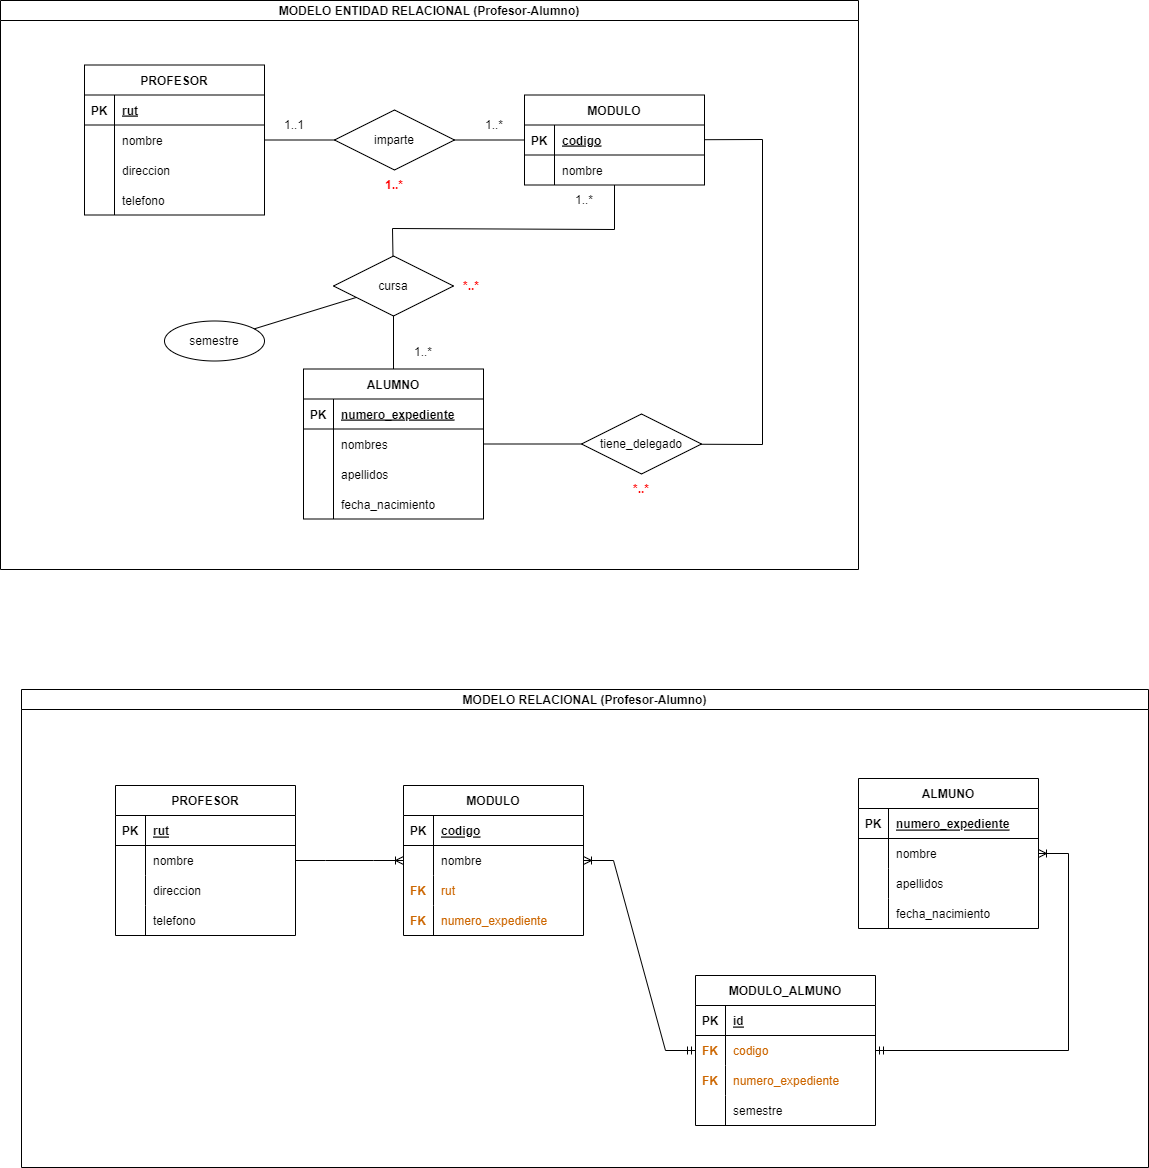 MODELO ENTIDAD RELACIONAL (Profesor-Alumno)
PROFESOR
PK rut
nombre
direccion
telefono
1..1
imparte
1..*
1..*
MODULO
PK codigo
nombre
1..*
cursa
*..*
semestre
1..*
ALUMNO
PK numero_expediente
nombres
apellidos
fecha_nacimiento
tiene_delegado
*..*
MODELO RELACIONAL (Profesor-Alumno)
PROFESOR
PK rut
nombre
direccion
telefono
MODULO
PK codigo
nombre
FK rut
FK numero_expediente
ALMUNO
PK numero_expediente
nombre
apellidos
fecha_nacimiento
MODULO_ALMUNO
PK id
FK codigo
FK numero_expediente
semestre